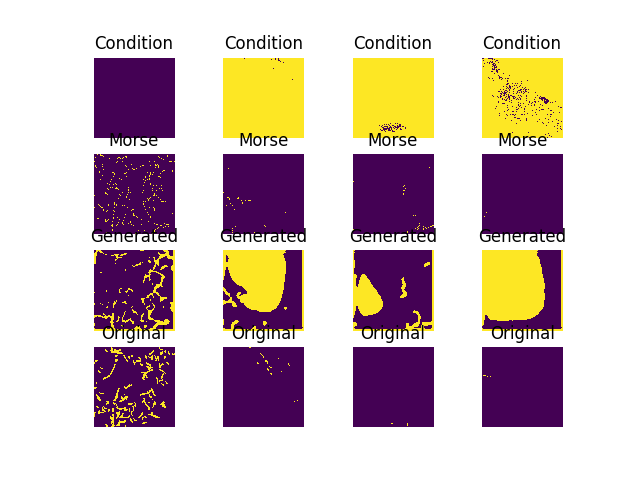 Condition Condition Condition Condition
Morse Morse Morse Morse
Generated Generated Generated Generated
Original Original Original Original